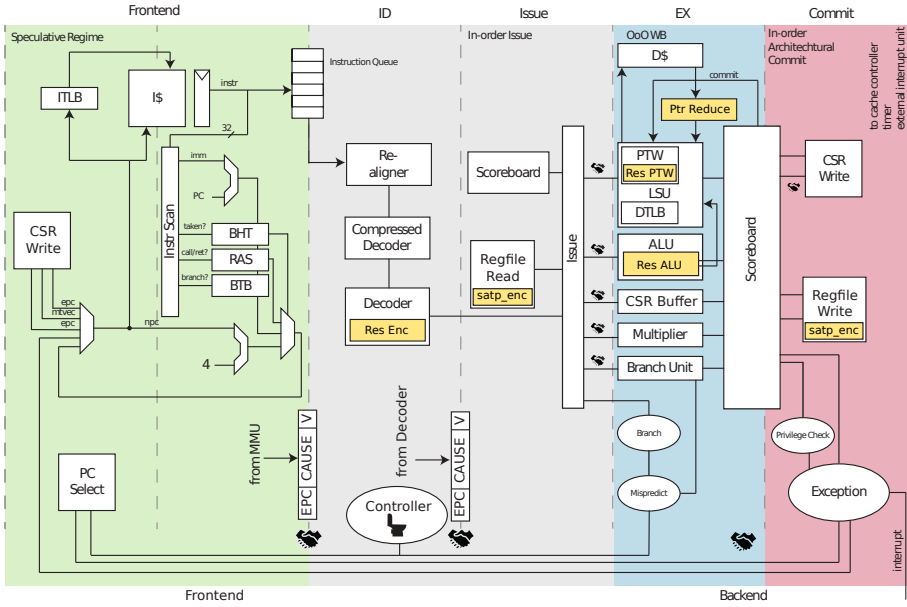 Frontend
ID
Issue
EX
Commit
Speculative Regime
In-order Issue
OoO WB
In-order
Architechtural
Commit
to cache controller
timer
external interrupt unit
Instruction Queue
ITLB
I$
instr
32
D$
commit
Ptr Reduce
imm
PC
Instr Scan
taken?
BHT
call/ret?
RAS
branch?
BTB
Re-
aligner
Compressed
Decoder
Decoder
Res Enc
Scoreboard
Regfile
Read
satp_enc
Issue
PTW
Res PTW
LSU
DTLB
ALU
Res ALU
CSR Buffer
Multiplier
Branch Unit
Scoreboard
CSR
Write
Regfile
Write
satp_enc
CSR
Write
epc
mtvec
epc
npc
4
from MMU
EPC CAUSE V
from Decoder
EPC CAUSE V
Branch
Mispredict
Privilege Check
Exception
PC
Select
Controller
interrupt
Frontend
Backend